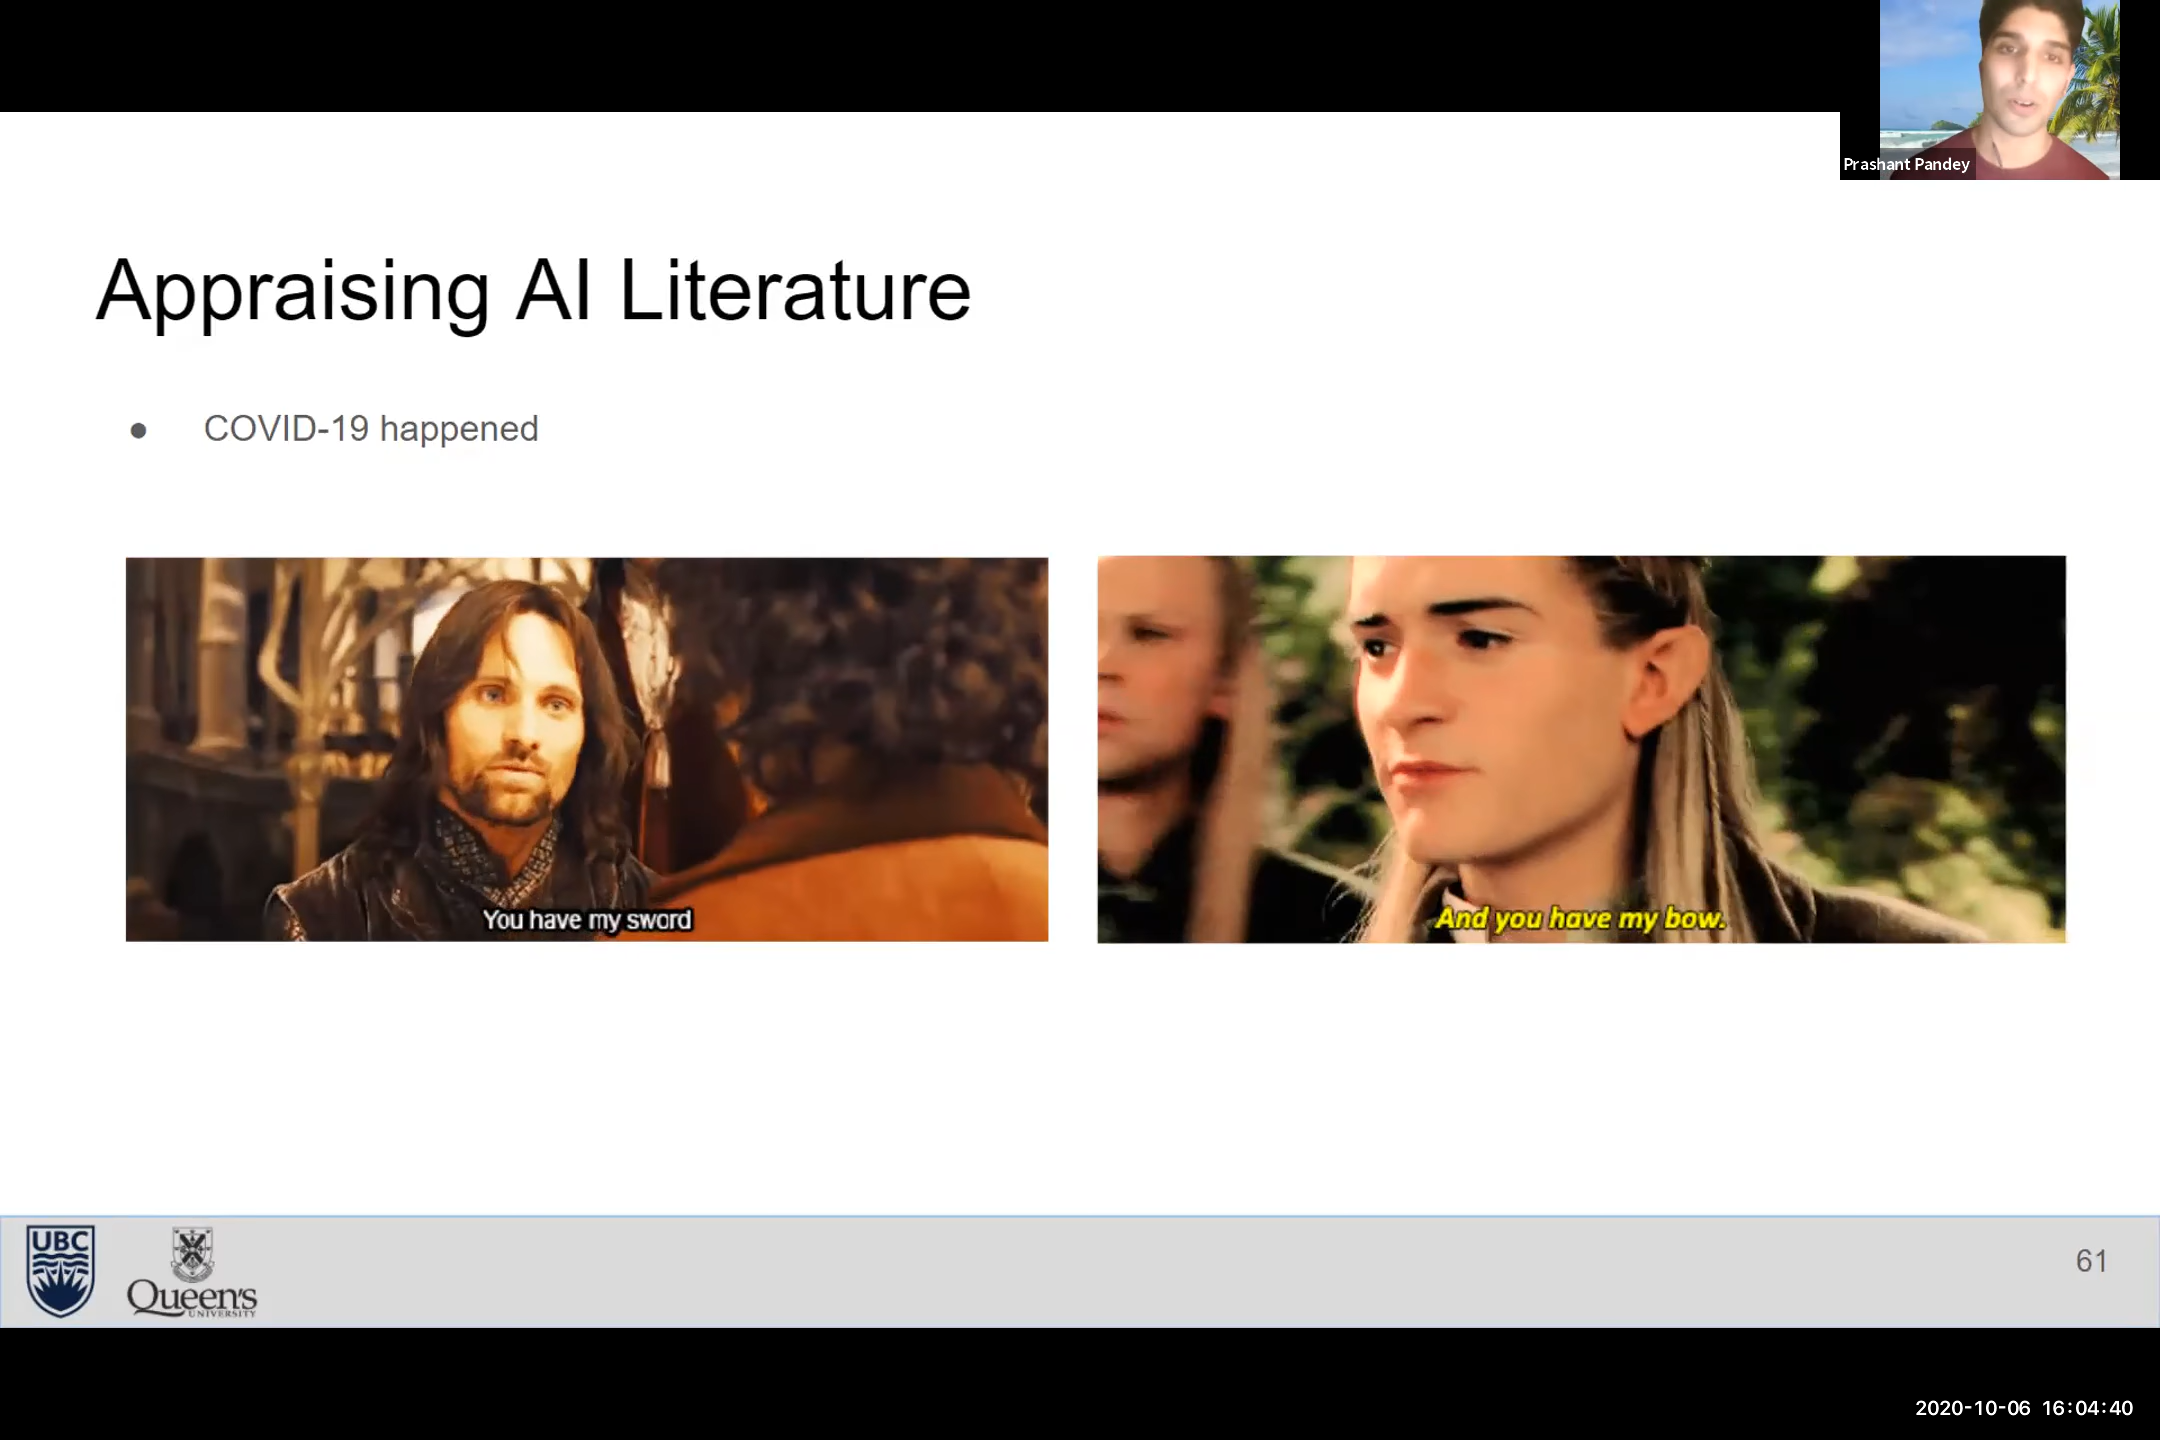 Prashant Pandey
Appraising AI Literature
● COVID-19 happened
You have my sword
And you have my bow.
UBC
Queen's
UNIVERSITY
61
2020-10-06 16:04:40